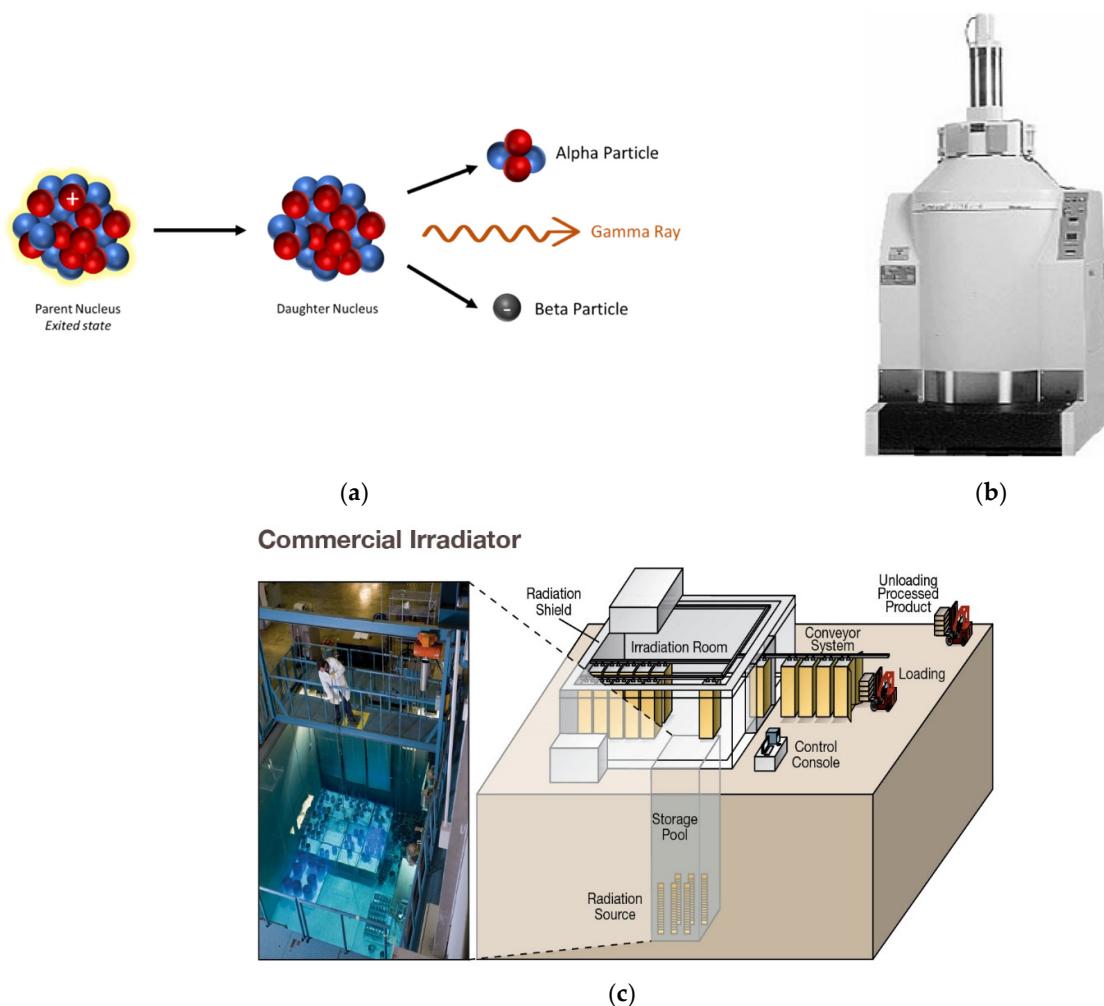 Alpha Particle
Gamma Ray
Beta Particle
+
-
Parent Nucleus
Exited state
Daughter Nucleus
(a)
(b)
Commercial Irradiator
Radiation
Shield
Irradiation Room
Unloading
Processed
Product
Conveyor
System
Loading
Control
Console
Storage
Pool
Radiation
Source
(c)